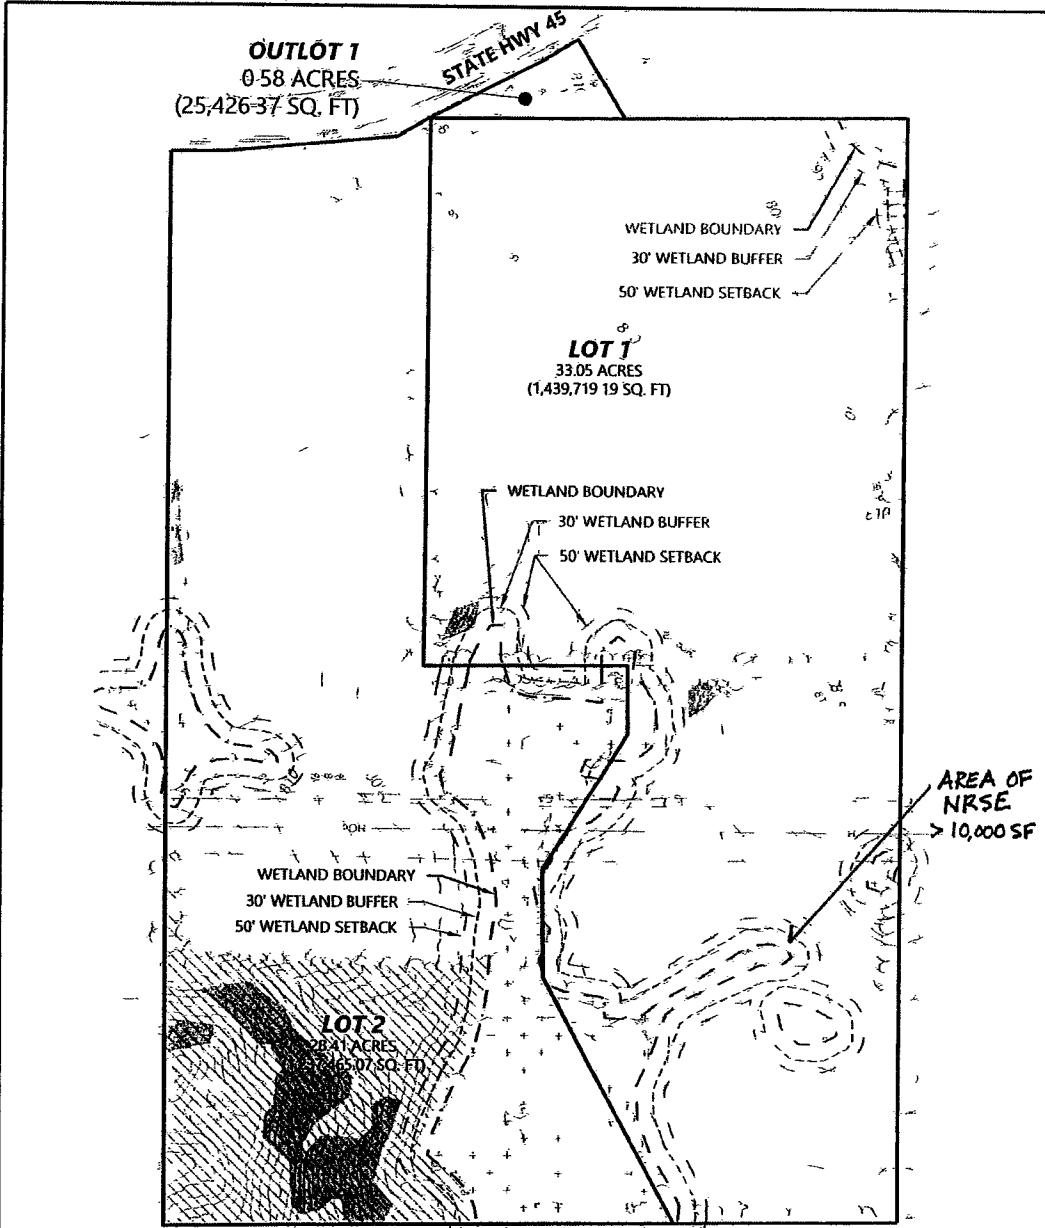 STATE HWY 45
OUTLOT 1
0.58 ACRES
(25,426.37 SQ. FT)
WETLAND BOUNDARY
30' WETLAND BUFFER
50' WETLAND SETBACK
LOT 1
33.05 ACRES
(1,439,719 19 SQ. FT)
WETLAND BOUNDARY
30' WETLAND BUFFER
50' WETLAND SETBACK
AREA OF
NRSE
> 10,000 SF
WETLAND BOUNDARY
30' WETLAND BUFFER
50' WETLAND SETBACK
LOT 2
28.41 ACRES
SQ. FT)